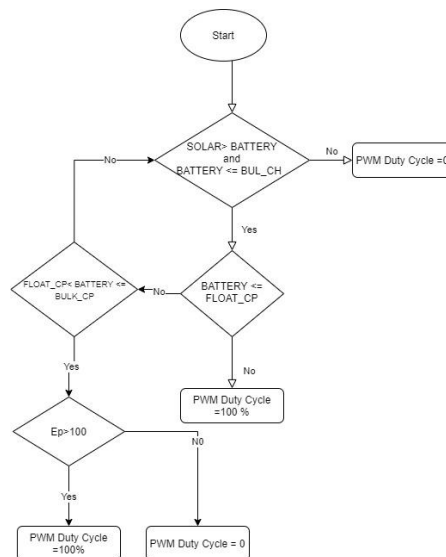 Start
SOLAR> BATTERY
and
BATTERY <= BUL_CH
No
PWM Duty Cycle =0
No
Yes
FLOAT_CP< BATTERY <=
BULK_CP
No
BATTERY <=
FLOAT_CP
Yes
No
PWM Duty Cycle
=100 %
Ep>100
N0
Yes
PWM Duty Cycle
=100%
PWM Duty Cycle = 0